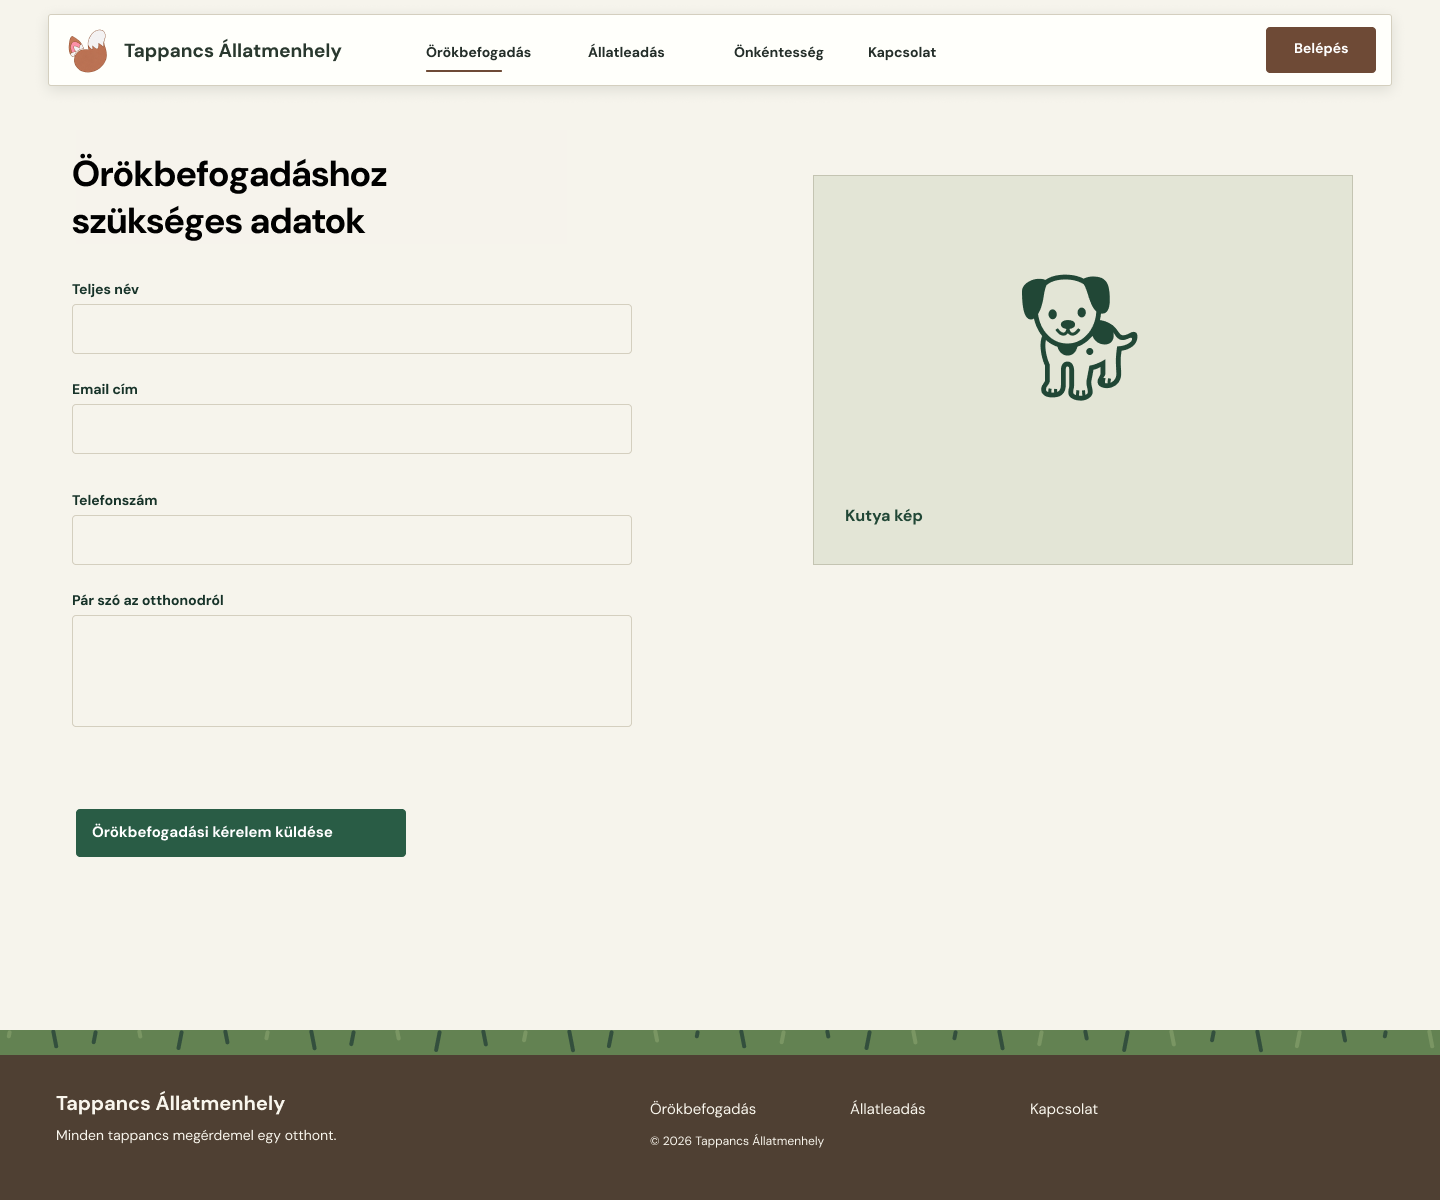 Tappancs Állatmenhely
Örökbefogadás
Állatleadás
Önkéntesség
Kapcsolat
Belépés
Örökbefogadáshoz
szükséges adatok
Teljes név
Email cím
Telefonszám
Pár szó az otthonodról
Kutya kép
Örökbefogadási kérelem küldése
Tappancs Állatmenhely
Minden tappancs megérdemel egy otthont.
Örökbefogadás
Állatleadás
Kapcsolat
© 2026 Tappancs Állatmenhely